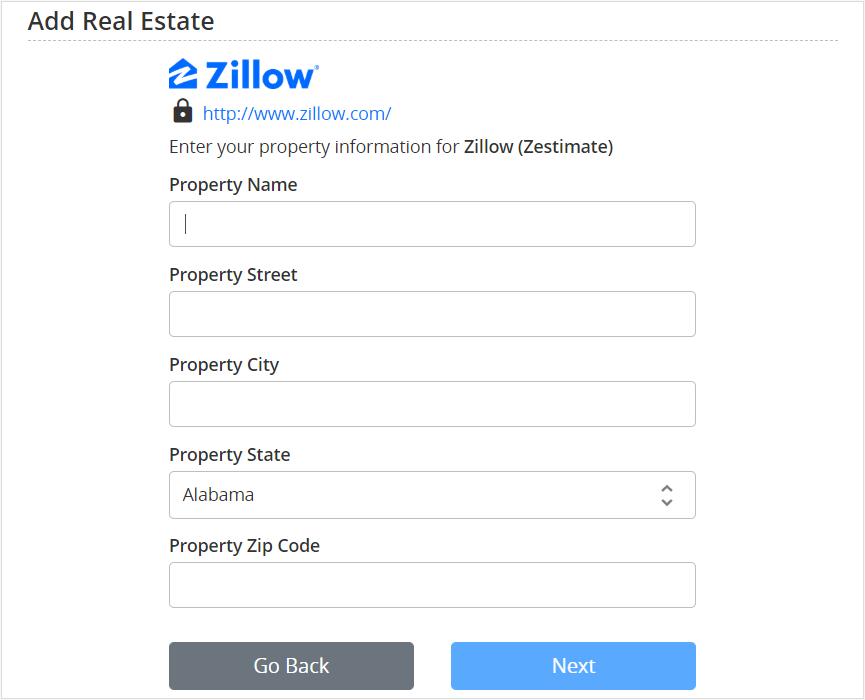 Add Real Estate
Zillow®
http://www.zillow.com/
Enter your property information for Zillow (Zestimate)
Property Name
Property Street
Property City
Property State
Alabama
Property Zip Code
Go Back Next